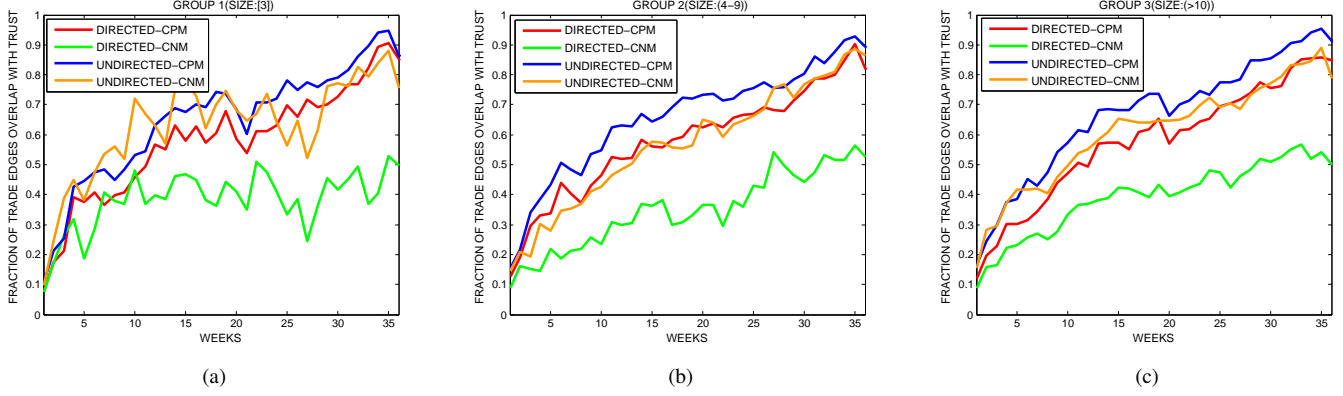 GROUP 1(SIZE:[3])
FRACTION OF TRADE EDGES OVERLAP WITH TRUST
1
0.9
0.8
0.7
0.6
0.5
0.4
0.3
0.2
0.1
0
DIRECTED−CPM
DIRECTED−CNM
UNDIRECTED−CPM
UNDIRECTED−CNM
5 10 15 20 25 30 35
WEEKS
(a)
GROUP 2(SIZE:(4−9))
FRACTION OF TRADE EDGES OVERLAP WITH TRUST
1
0.9
0.8
0.7
0.6
0.5
0.4
0.3
0.2
0.1
0
DIRECTED−CPM
DIRECTED−CNM
UNDIRECTED−CPM
UNDIRECTED−CNM
5 10 15 20 25 30 35
WEEKS
(b)
GROUP 3(SIZE:(>10))
FRACTION OF TRADE EDGES OVERLAP WITH TRUST
1
0.9
0.8
0.7
0.6
0.5
0.4
0.3
0.2
0.1
0
DIRECTED−CPM
DIRECTED−CNM
UNDIRECTED−CPM
UNDIRECTED−CNM
5 10 15 20 25 30 35
WEEKS
(c)